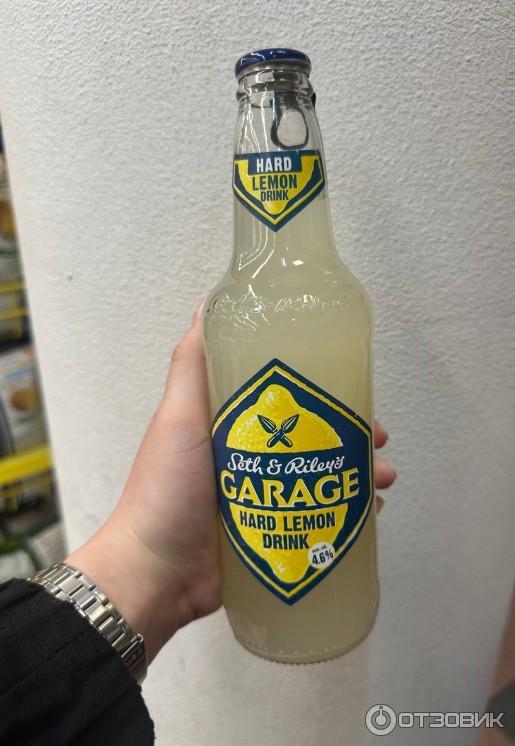 HARD
LEMON
DRINK
Seth & Riley's
GARAGE
HARD LEMON
DRINK
4.6%
ОТЗОВИК